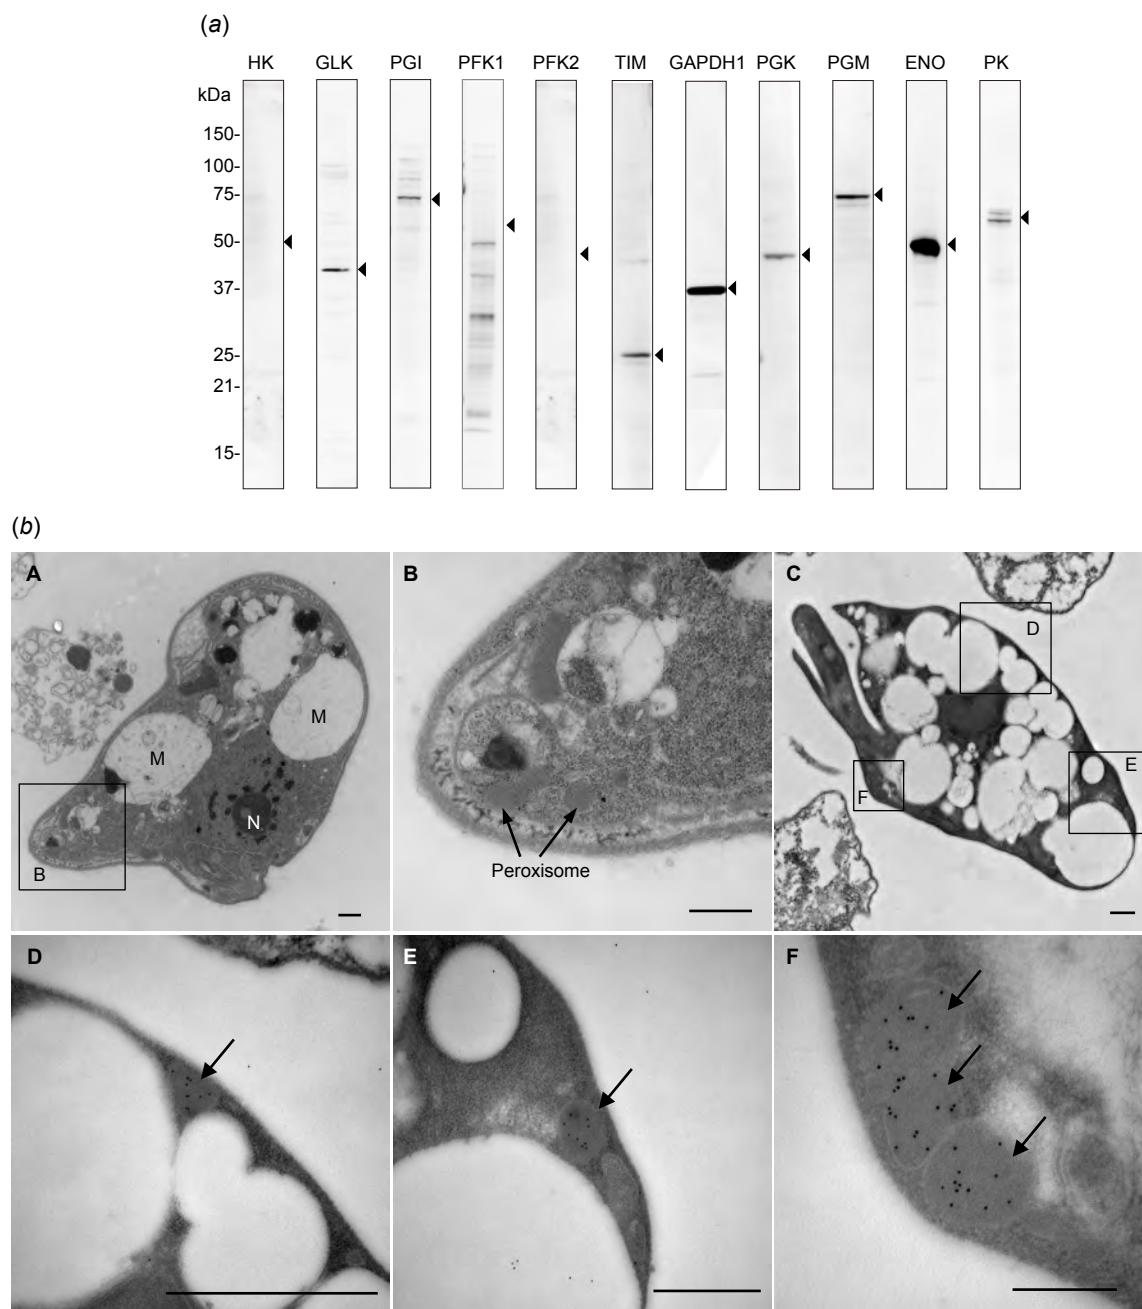 (a)
HK GLK PGI PFK1 PFK2 TIM GAPDH1 PGK PGM ENO PK
kDa
150-
100-
75-
50-
37-
25-
21-
15-
(b)
A B C
D
M
M
E
F
N
B
Peroxisome
D E F